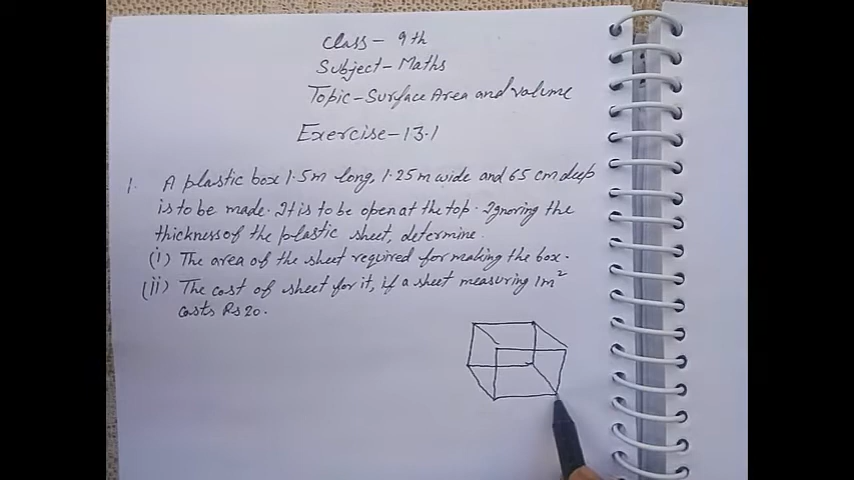 Class - 9th
Subject - Maths
Topic - Surface Area and volume
Exercise - 13.1
1. A plastic box 1.5m long, 1.25m wide and 65 cm deep
is to be made. It is to be open at the top. Ignoring the
thickness of the plastic sheet, determine.
(i) The area of the sheet required for making the box.
(ii) The cost of sheet for it, if a sheet measuring 1m²
costs Rs 20.